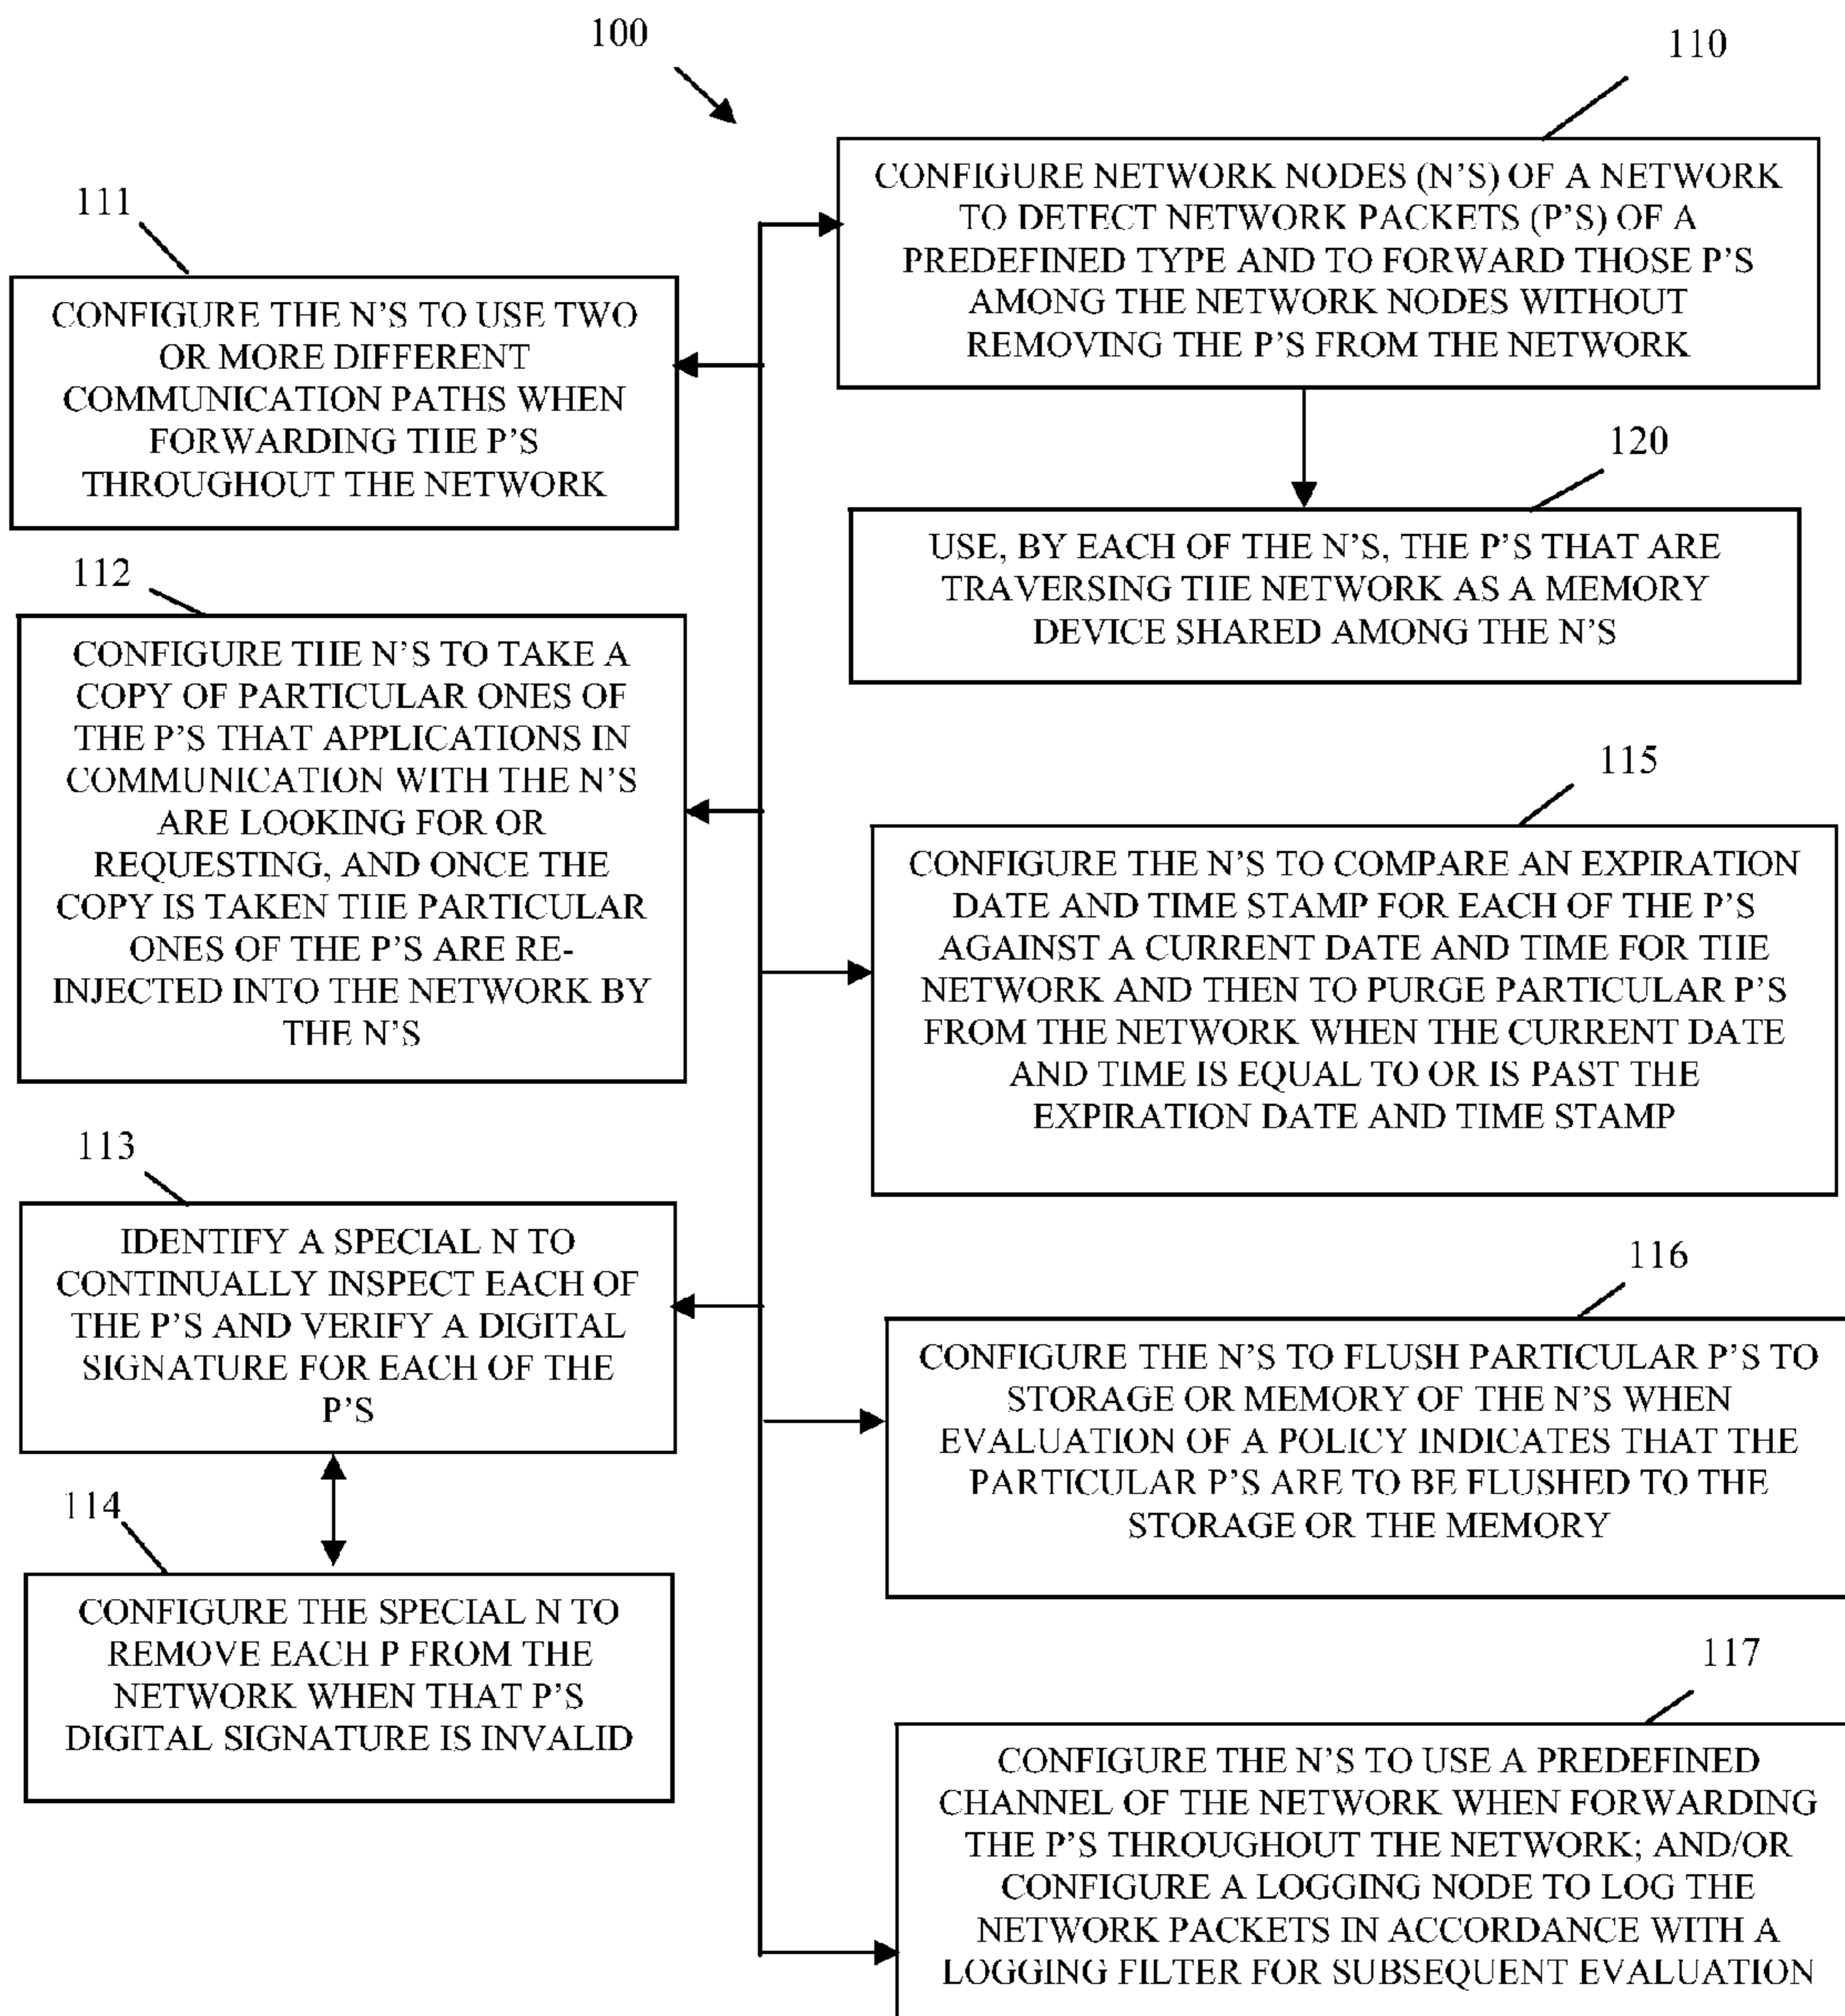 100
110
CONFIGURE NETWORK NODES (N'S) OF A NETWORK
TO DETECT NETWORK PACKETS (P'S) OF A
PREDEFINED TYPE AND TO FORWARD THOSE P'S
AMONG THE NETWORK NODES WITHOUT
REMOVING THE P'S FROM THE NETWORK
111
CONFIGURE THE N'S TO USE TWO
OR MORE DIFFERENT
COMMUNICATION PATHS WHEN
FORWARDING THE P'S
THROUGHOUT THE NETWORK
120
USE, BY EACH OF THE N'S, THE P'S THAT ARE
TRAVERSING THE NETWORK AS A MEMORY
DEVICE SHARED AMONG THE N'S
112
CONFIGURE THE N'S TO TAKE A
COPY OF PARTICULAR ONES OF
THE P'S THAT APPLICATIONS IN
COMMUNICATION WITH THE N'S
ARE LOOKING FOR OR
REQUESTING, AND ONCE THE
COPY IS TAKEN THE PARTICULAR
ONES OF THE P'S ARE RE-
INJECTED INTO THE NETWORK BY
THE N'S
115
CONFIGURE THE N'S TO COMPARE AN EXPIRATION
DATE AND TIME STAMP FOR EACH OF THE P'S
AGAINST A CURRENT DATE AND TIME FOR THE
NETWORK AND THEN TO PURGE PARTICULAR P'S
FROM THE NETWORK WHEN THE CURRENT DATE
AND TIME IS EQUAL TO OR IS PAST THE
EXPIRATION DATE AND TIME STAMP
113
IDENTIFY A SPECIAL N TO
CONTINUALLY INSPECT EACH OF
THE P'S AND VERIFY A DIGITAL
SIGNATURE FOR EACH OF THE
P'S
116
CONFIGURE THE N'S TO FLUSH PARTICULAR P'S TO
STORAGE OR MEMORY OF THE N'S WHEN
EVALUATION OF A POLICY INDICATES THAT THE
PARTICULAR P'S ARE TO BE FLUSHED TO THE
STORAGE OR THE MEMORY
114
CONFIGURE THE SPECIAL N TO
REMOVE EACH P FROM THE
NETWORK WHEN THAT P'S
DIGITAL SIGNATURE IS INVALID
117
CONFIGURE THE N'S TO USE A PREDEFINED
CHANNEL OF THE NETWORK WHEN FORWARDING
THE P'S THROUGHOUT THE NETWORK; AND/OR
CONFIGURE A LOGGING NODE TO LOG THE
NETWORK PACKETS IN ACCORDANCE WITH A
LOGGING FILTER FOR SUBSEQUENT EVALUATION